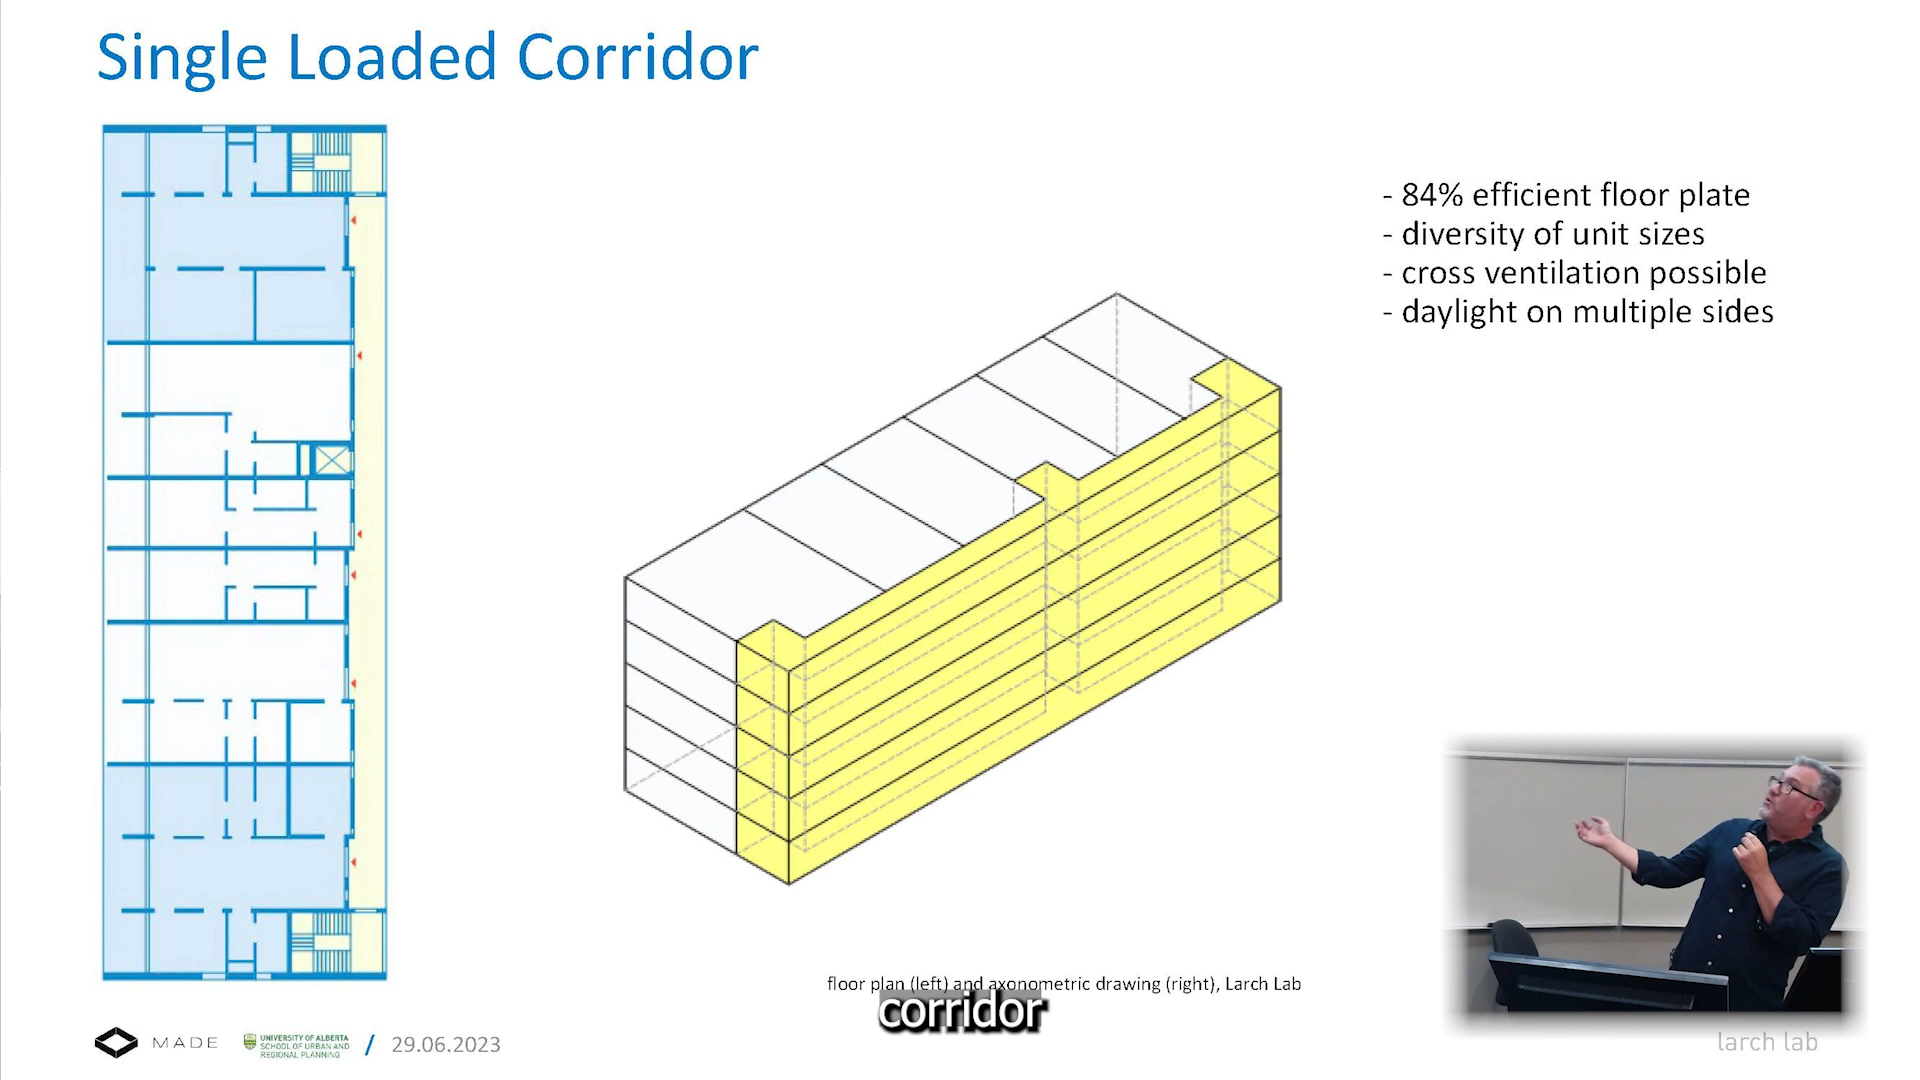 Single Loaded Corridor
- 84% efficient floor plate
- diversity of unit sizes
- cross ventilation possible
- daylight on multiple sides
floor plan (left) and axonometric drawing (right), Larch Lab
corridor
MADE
UNIVERSITY OF ALBERTA
SCHOOL OF URBAN AND
REGIONAL PLANNING
/ 29.06.2023
larch lab